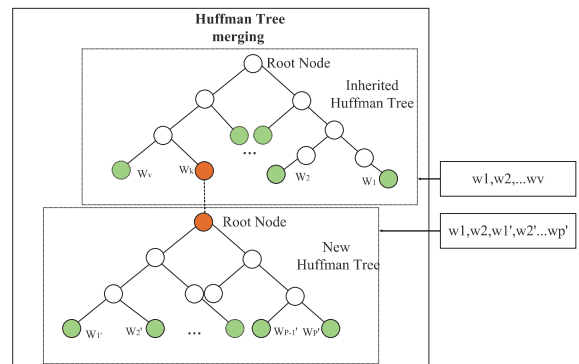 Huffman Tree
merging
Root Node
Inherited
Huffman Tree
...
Wv
Wk
W2
W1
w1,w2,...wv
Root Node
w1,w2,w1',w2'...wp'
New
Huffman Tree
W1'
W2'
...
WP-1'
WP'